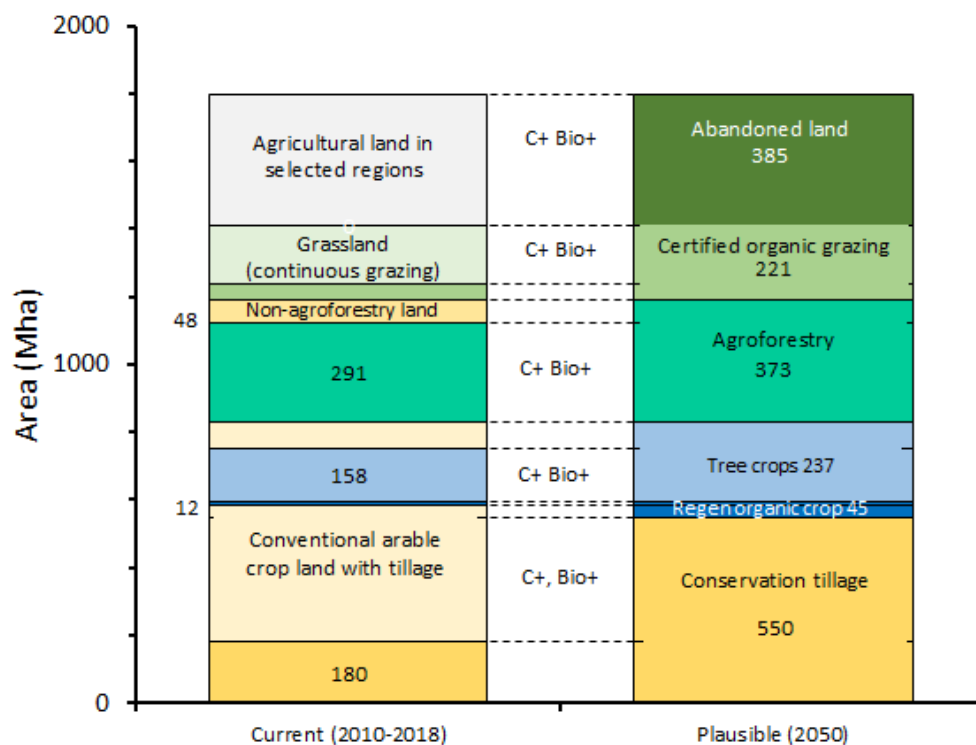 2000
1000
0
Area (Mha)
48
12
Agricultural land in
selected regions
0
Grassland
(continuous grazing)
Non-agroforestry land
291
158
Conventional arable
crop land with tillage
180
C+ Bio+
C+ Bio+
C+ Bio+
C+ Bio+
C+, Bio+
Abandoned land
385
Certified organic grazing
221
Agroforestry
373
Tree crops 237
Regen organic crop 45
Conservation tillage
550
Current (2010-2018)
Plausible (2050)